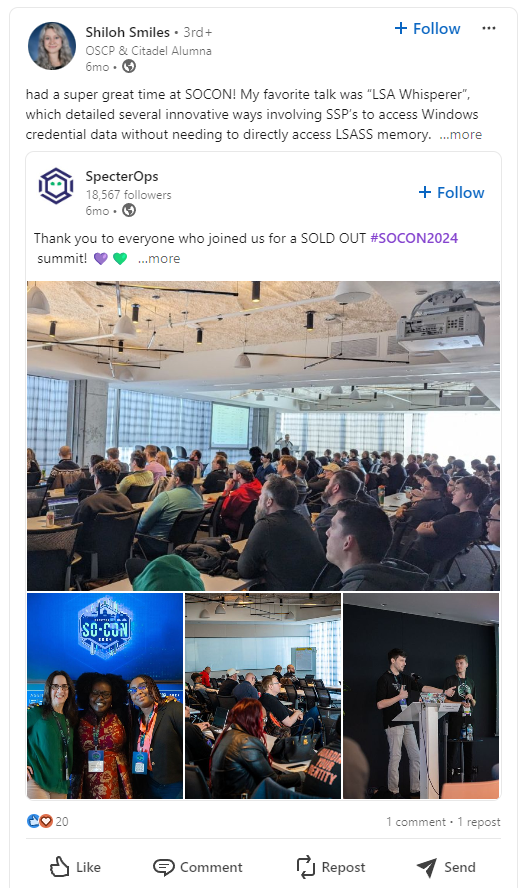 Shiloh Smiles • 3rd+
+ Follow
OSCP & Citadel Alumna
6mo •
had a super great time at SOCON! My favorite talk was “LSA Whisperer”,
which detailed several innovative ways involving SSP's to access Windows
credential data without needing to directly access LSASS memory. ...more
SpecterOps
18,567 followers
+ Follow
6mo •
Thank you to everyone who joined us for a SOLD OUT #SOCON2024
summit! 💜 💚 ...more
SO-CON
2024
IDENTITY
20
1 comment • 1 repost
Like
Comment
Repost
Send